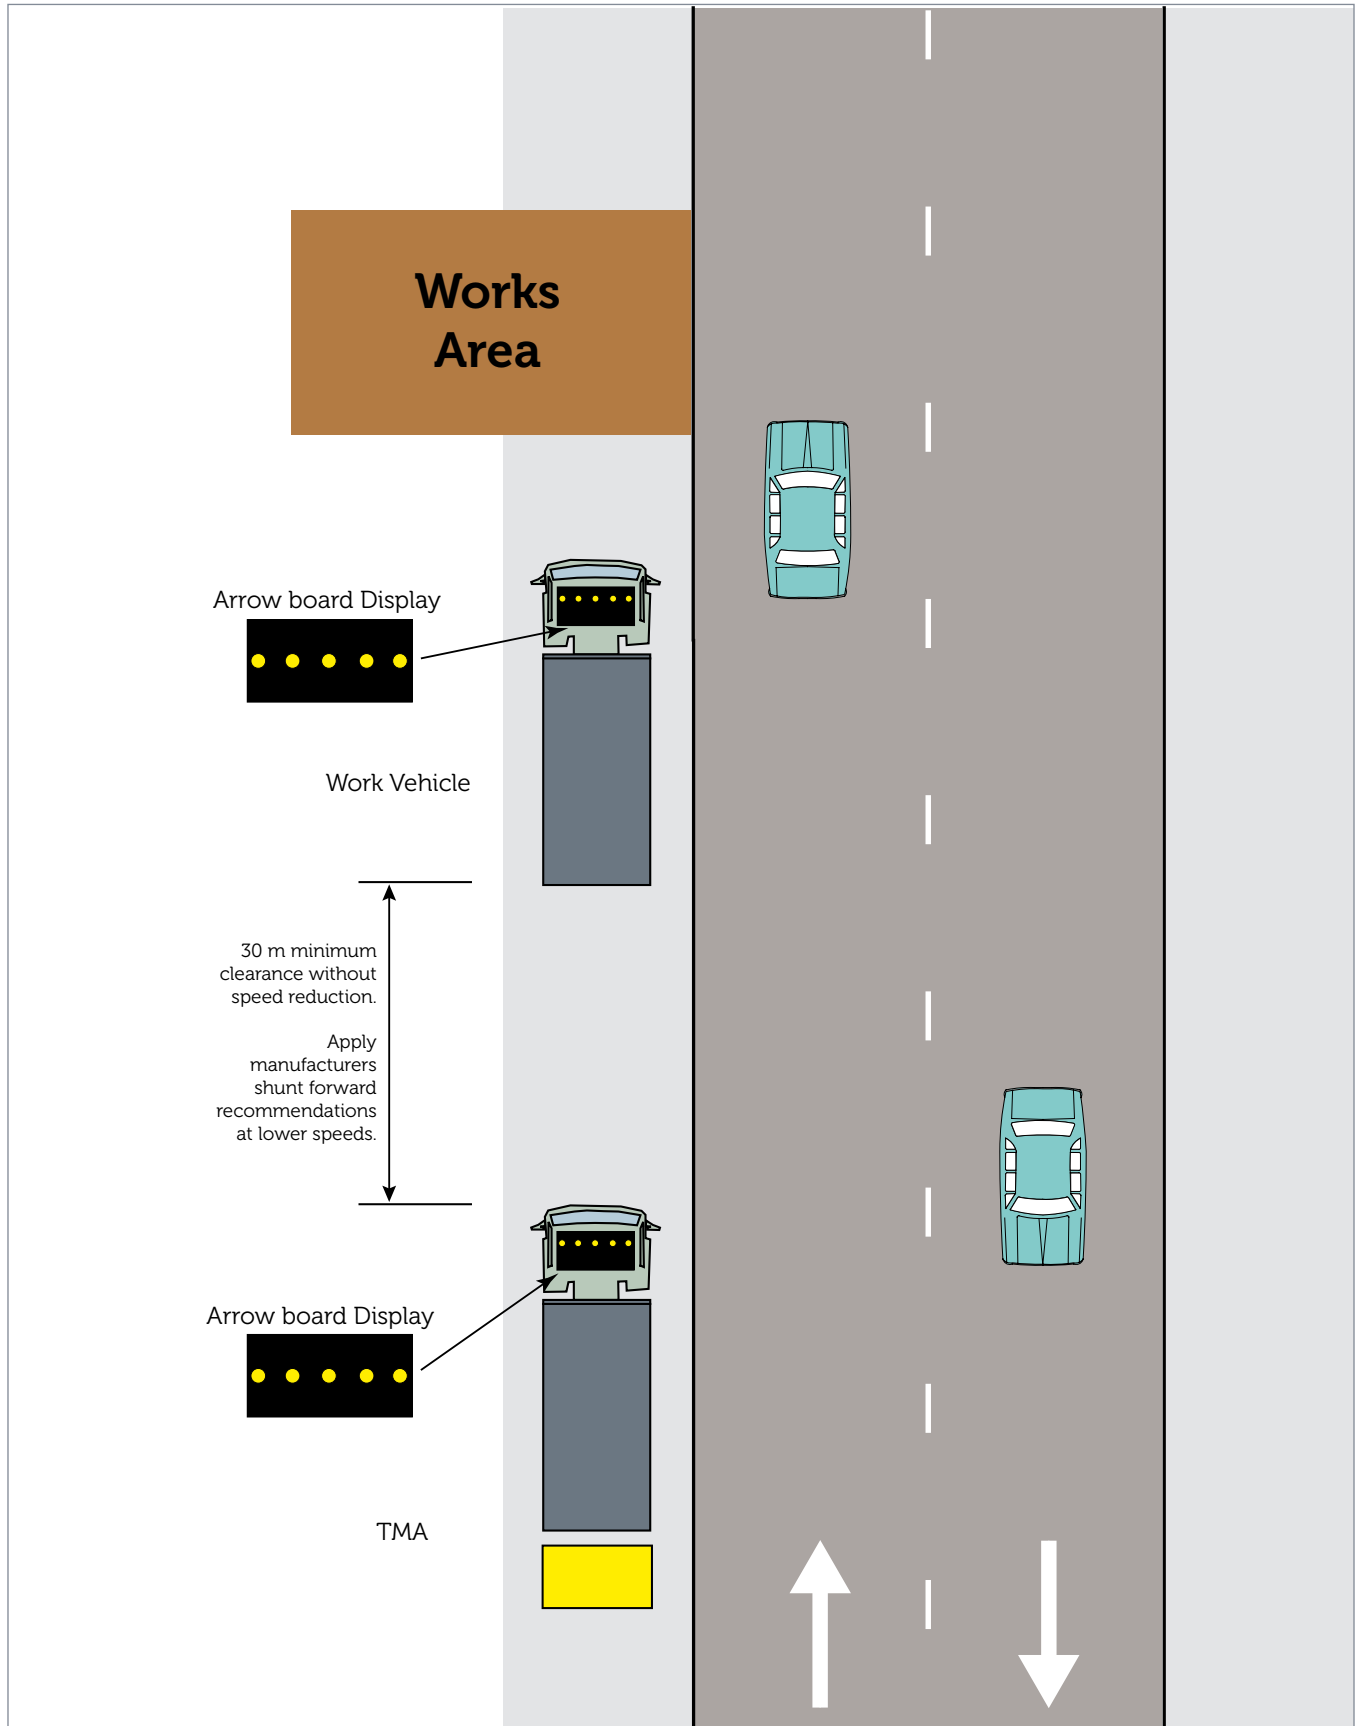 Works
Area
Arrow board Display
Work Vehicle
30 m minimum
clearance without
speed reduction.
Apply
manufacturers
shunt forward
recommendations
at lower speeds.
Arrow board Display
TMA